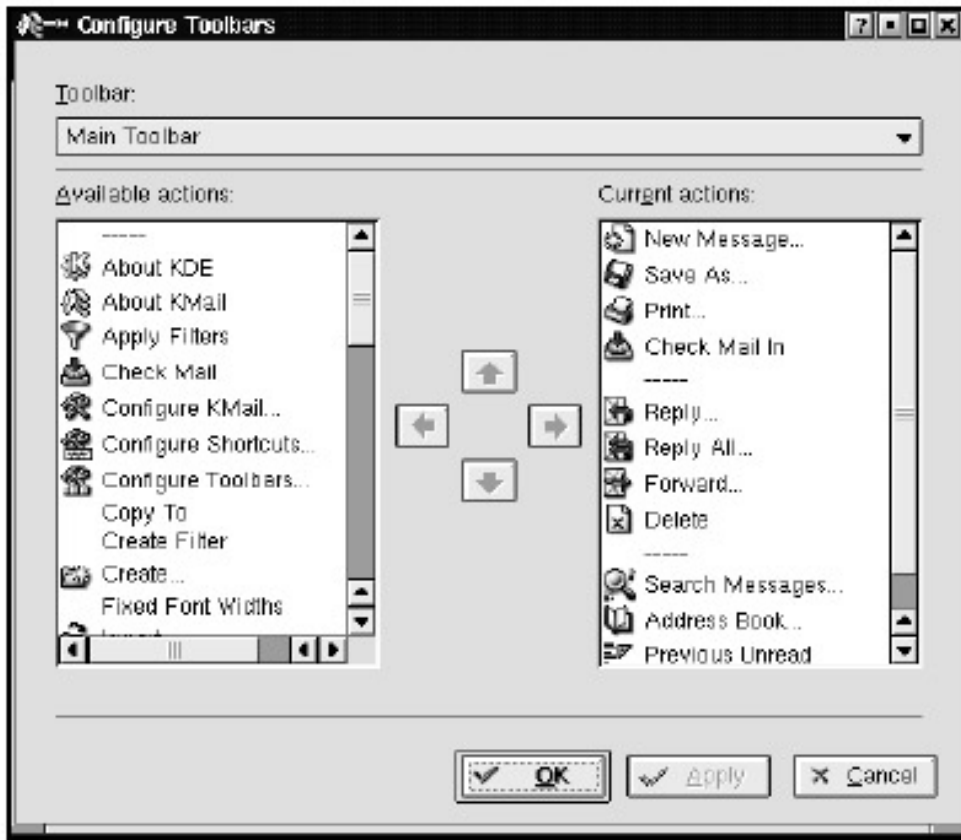 Configure Toolbars
Toolbar:
Main Toolbar
Available actions:
-----
About KDE
About KMail
Apply Filters
Check Mail
Configure KMail...
Configure Shortcuts...
Configure Toolbars...
Copy To
Create Filter
Create...
Fixed Font Widths
Current actions:
New Message...
Save As...
Print...
Check Mail In
-----
Reply...
Reply All...
Forward...
Delete
-----
Search Messages...
Address Book...
Previous Unread
OK
Apply
Cancel